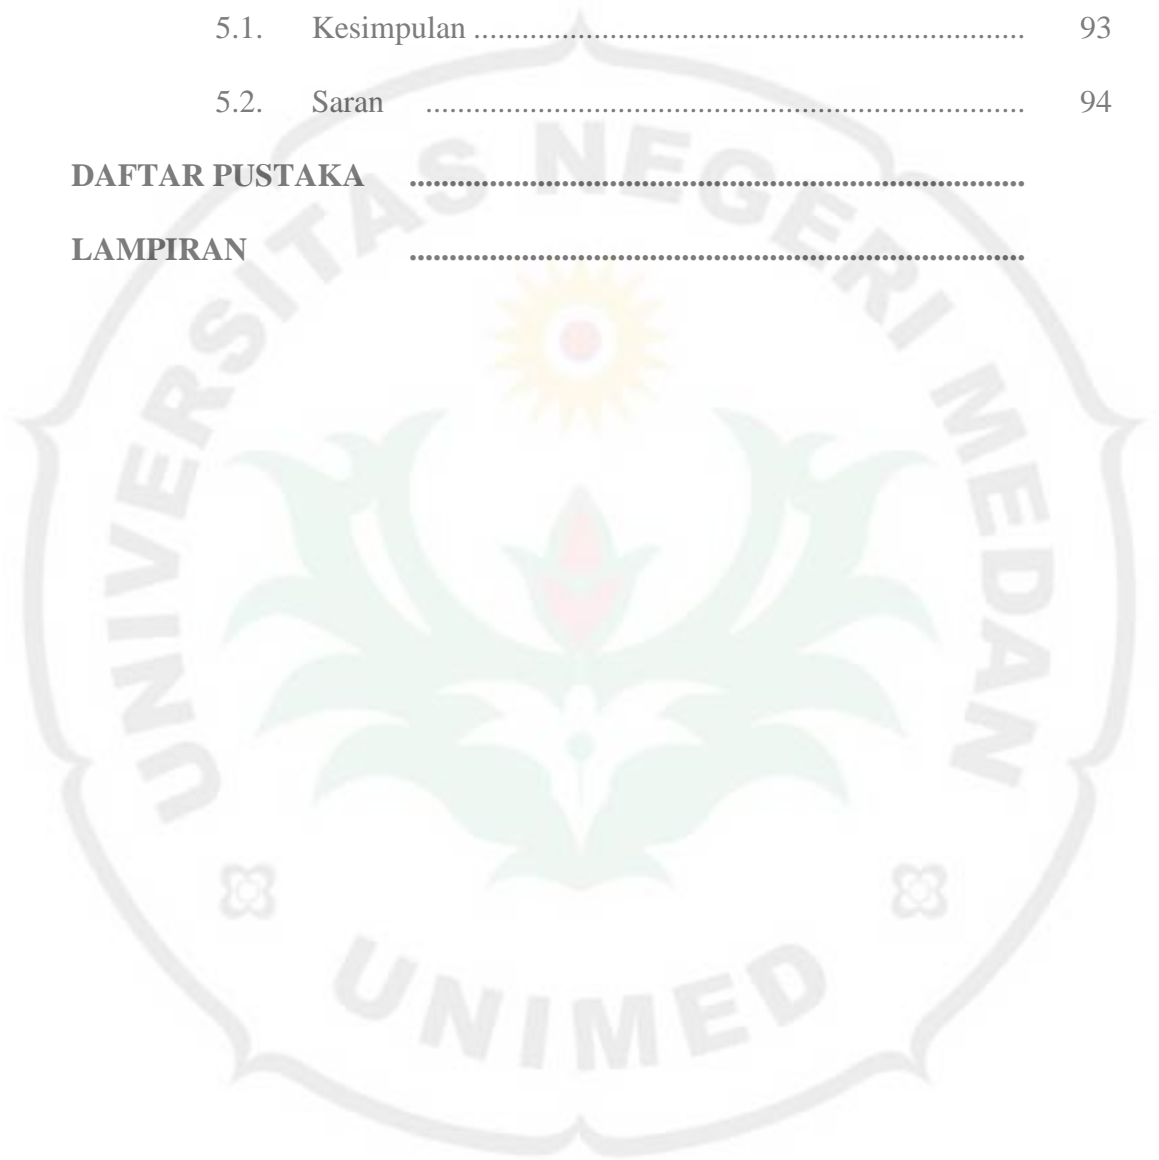 5.1. Kesimpulan ...................................................................... 93
5.2. Saran ............................................................................ 94
DAFTAR PUSTAKA ..............................................................................
LAMPIRAN ..............................................................................
UNIVERSITAS NEGERI MEDAN
UNIMED